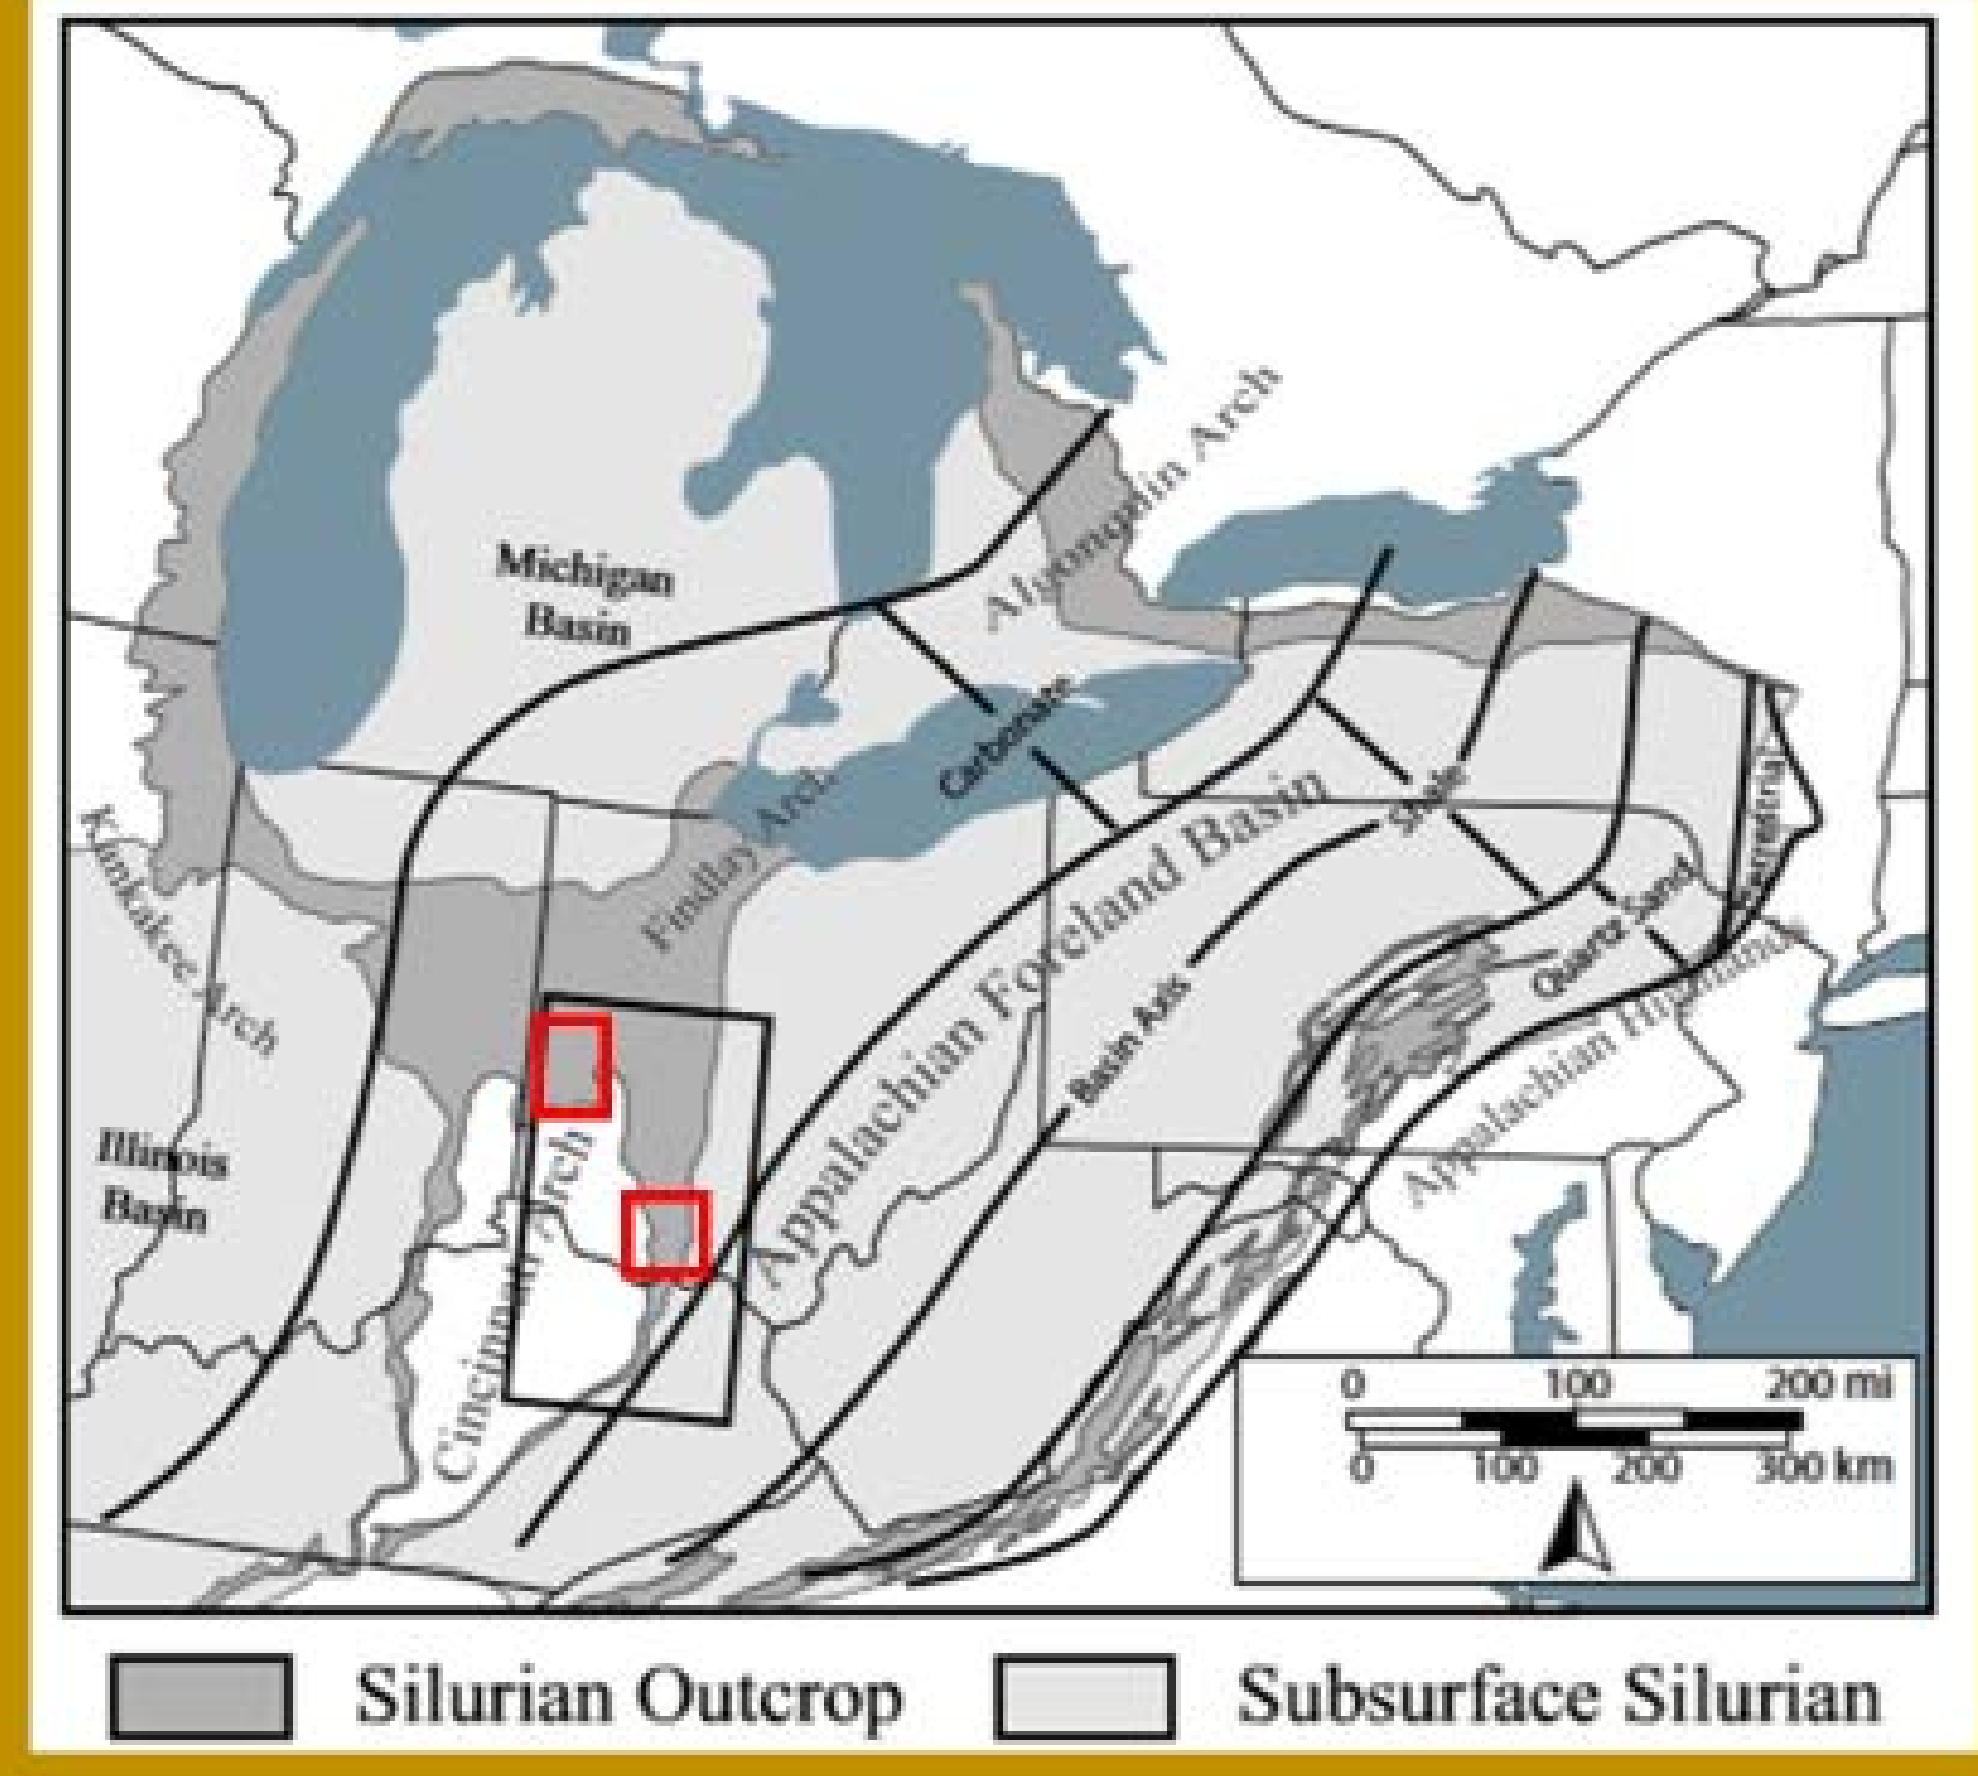 Algonquin Arch
Michigan
Basin
Carbonate
Shale
Terrestrial
Kankakee Arch
Findlay Arch
Appalachian Foreland Basin
Quartz Sand
Basin Axis
Appalachian Highlands
Illinois
Basin
Cincinnati Arch
0 100 200 mi
0 100 200 300 km
Silurian Outcrop Subsurface Silurian